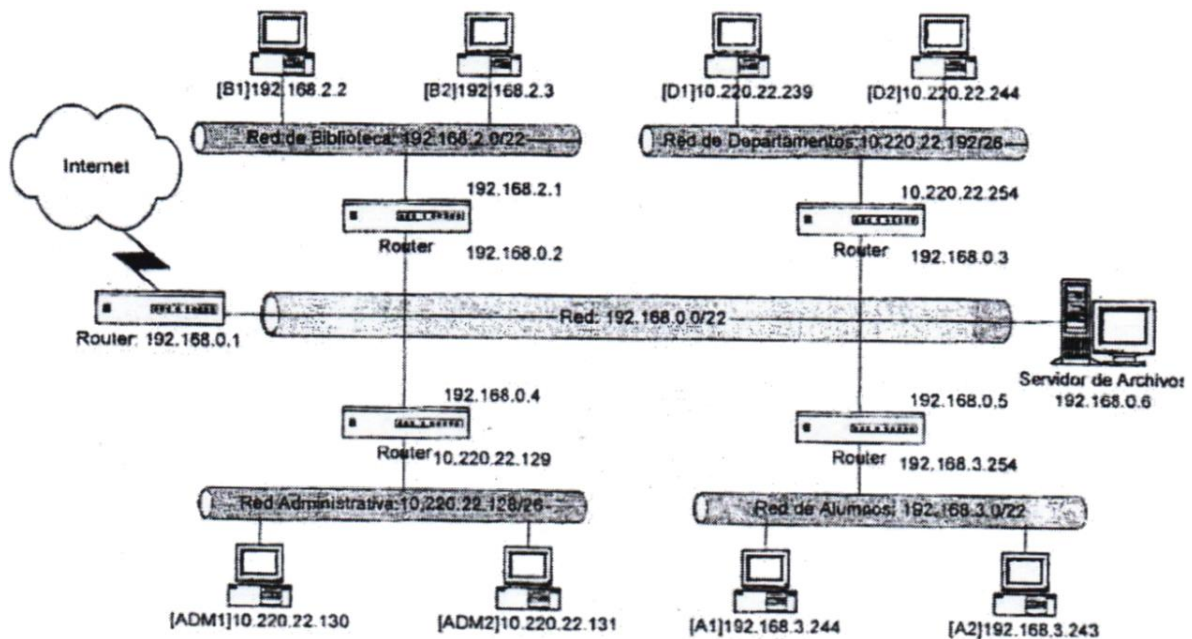 [B1]192.168.2.2
[B2]192.168.2.3
[D1]10.220.22.239
[D2]10.220.22.244
Red de Biblioteca: 192.168.2.0/22
Red de Departamentos:10.220.22.192/26
Internet
192.168.2.1
10.220.22.254
Router
Router
192.168.0.2
192.168.0.3
Red: 192.168.0.0/22
Router: 192.168.0.1
Servidor de Archivos
192.168.0.6
192.168.0.4
192.168.0.5
Router
10.220.22.129
Router
192.168.3.254
Red Administrativa:10.220.22.128/26
Red de Alumnos: 192.168.3.0/22
[ADM1]10.220.22.130
[ADM2]10.220.22.131
[A1]192.168.3.244
[A2]192.168.3.243